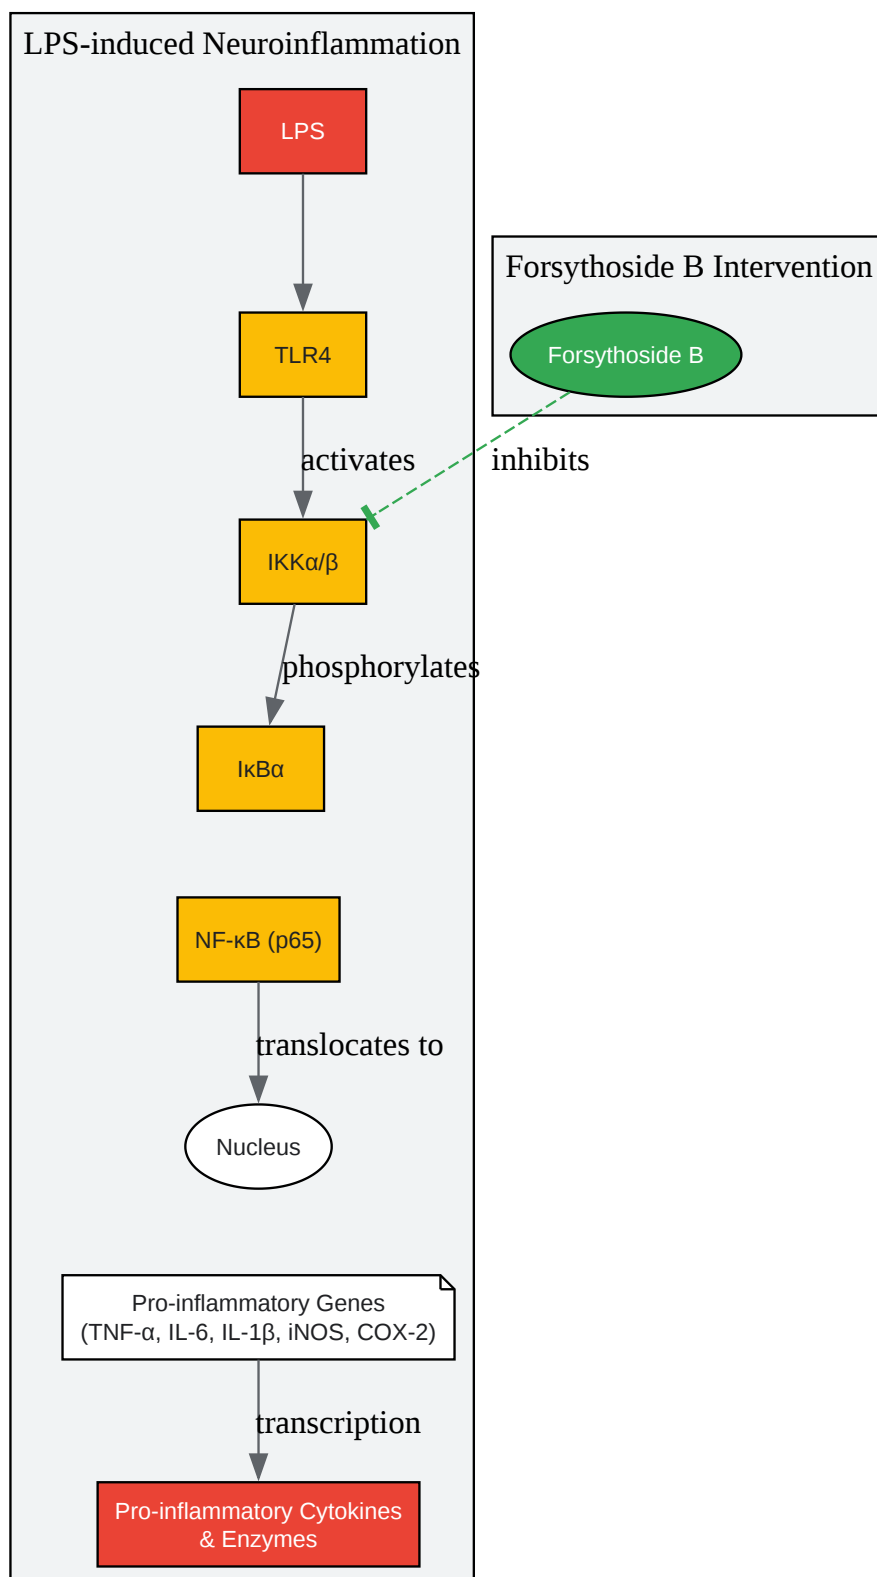 LPS-induced Neuroinflammation
LPS
Forsythoside B Intervention
TLR4
Forsythoside B
activates
inhibits
IKKα/β
phosphorylates
IκBα
NF-κB (p65)
translocates to
Nucleus
Pro-inflammatory Genes
(TNF-α, IL-6, IL-1β, iNOS, COX-2)
transcription
Pro-inflammatory Cytokines
& Enzymes